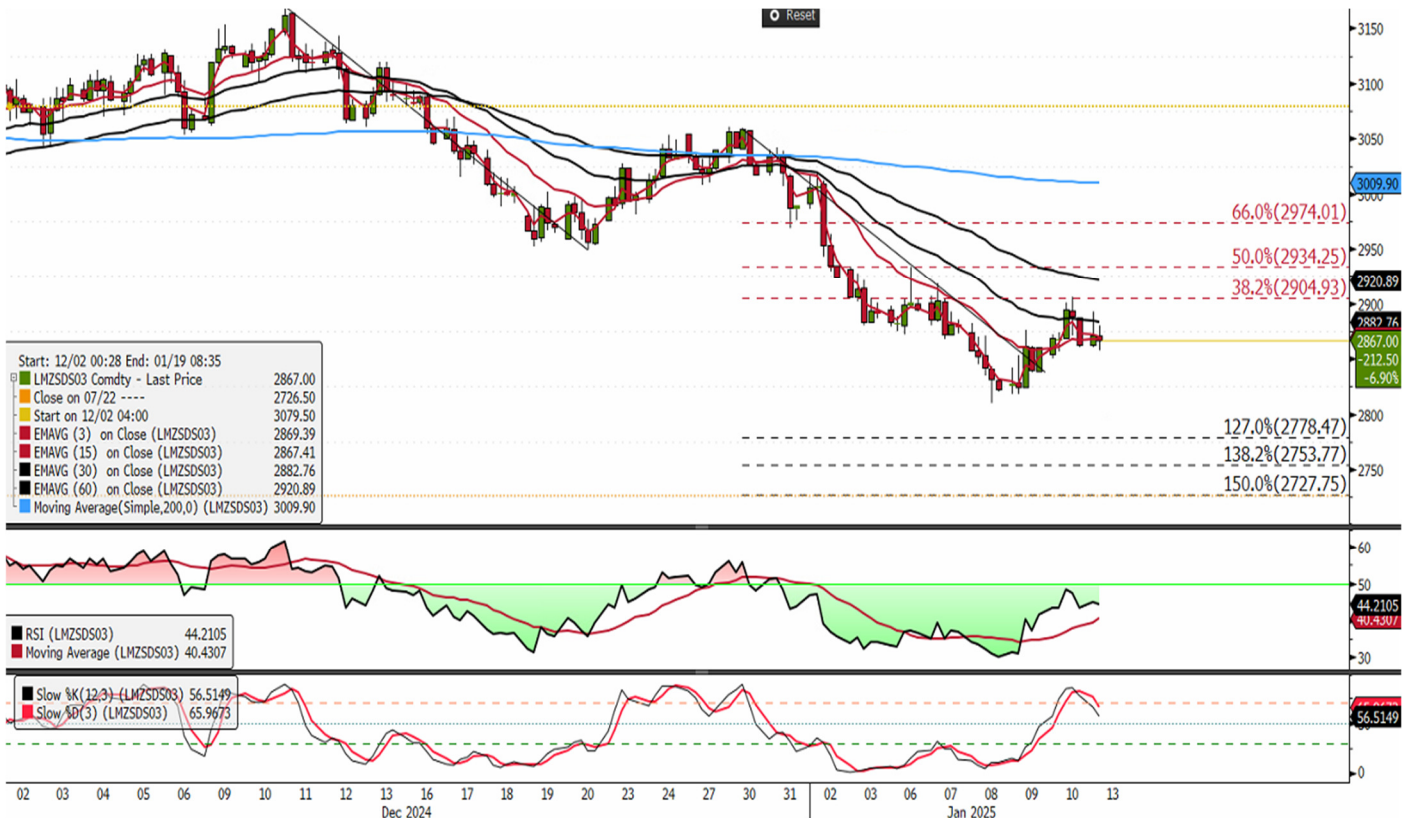 Reset
3150
3100
3050
3009.90
3000
66.0%(2974.01)
2950
50.0%(2934.25)
2920.89
38.2%(2904.93)
2900
2882.76
2867.00
-212.50
-6.90%
2800
127.0%(2778.47)
138.2%(2753.77)
2750
150.0%(2727.75)
Start: 12/02 00:28 End: 01/19 08:35
LMZSDS03 Comdty - Last Price 2867.00
Close on 07/22 ---- 2726.50
Start on 12/02 04:00 3079.50
EMAVG (3) on Close (LMZSDS03) 2869.39
EMAVG (15) on Close (LMZSDS03) 2867.41
EMAVG (30) on Close (LMZSDS03) 2882.76
EMAVG (60) on Close (LMZSDS03) 2920.89
Moving Average(Simple,200,0) (LMZSDS03) 3009.90
60
50
44.2105
40.4307
30
RSI (LMZSDS03) 44.2105
Moving Average (LMZSDS03) 40.4307
Slow %K(12,3) (LMZSDS03) 56.5149
Slow %D(3) (LMZSDS03) 65.9673
65.9673
56.5149
0
02 03 04 05 06 09 10 11 12 13 16 17 18 19 20 23 24 27 30 31 02 03 06 07 08 09 10 13
Dec 2024 Jan 2025